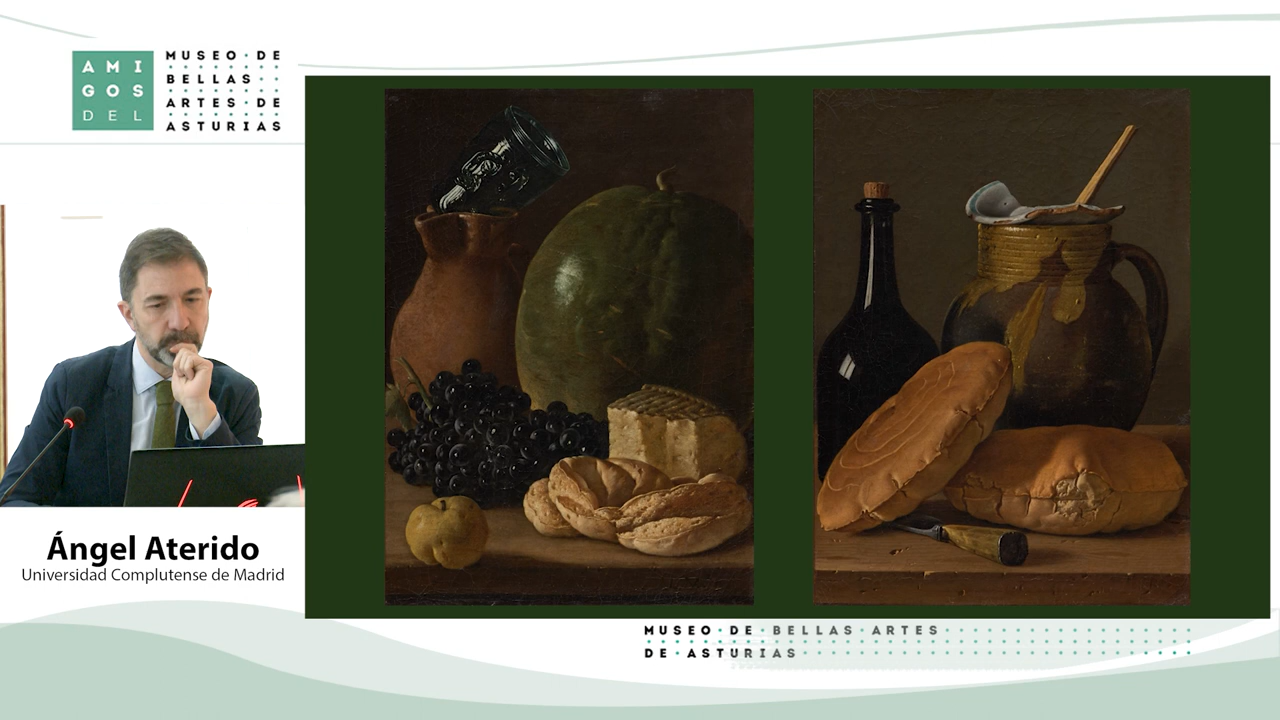 AMI
GOS
DEL
MUSEO·DE
BELLAS
ARTES·DE
ASTURIAS
Ángel Aterido
Universidad Complutense de Madrid
MUSEO·DE·BELLAS ARTES
DE·ASTURIAS